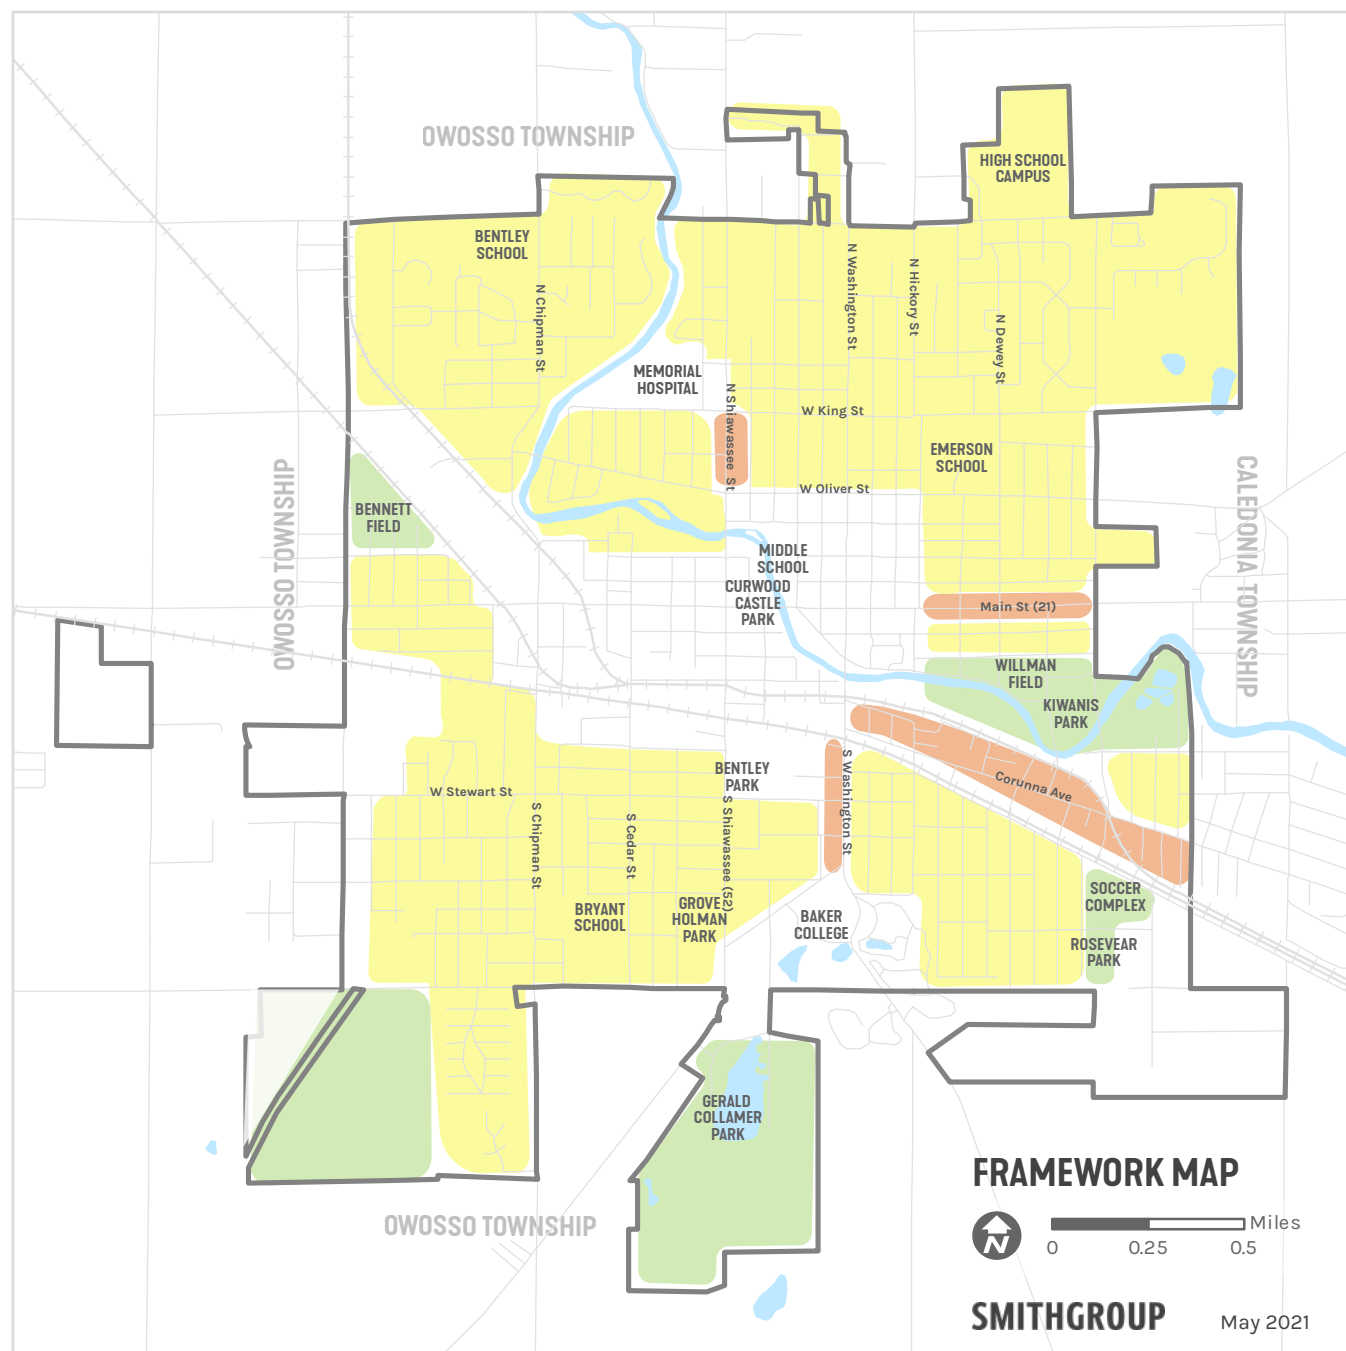 OWOSSO TOWNSHIP
HIGH SCHOOL
CAMPUS
BENTLEY
SCHOOL
N Chipman St
N Washington St
N Hickory St
N Dewey St
MEMORIAL
HOSPITAL
N Shiawassee St
W King St
EMERSON
SCHOOL
W Oliver St
OWOSSO TOWNSHIP
CALEDONIA TOWNSHIP
BENNETT
FIELD
MIDDLE
SCHOOL
CURWOOD
CASTLE
PARK
Main St (21)
WILLMAN
FIELD
KIWANIS
PARK
BENTLEY
PARK
S Washington St
Corunna Ave
W Stewart St
S Chipman St
S Cedar St
S Shiawassee (52)
SOCCER
COMPLEX
BRYANT
SCHOOL
GROVE
HOLMAN
PARK
BAKER
COLLEGE
ROSEVEAR
PARK
GERALD
COLLAMER
PARK
OWOSSO TOWNSHIP
FRAMEWORK MAP
N
Miles
0 0.25 0.5
SMITHGROUP
May 2021